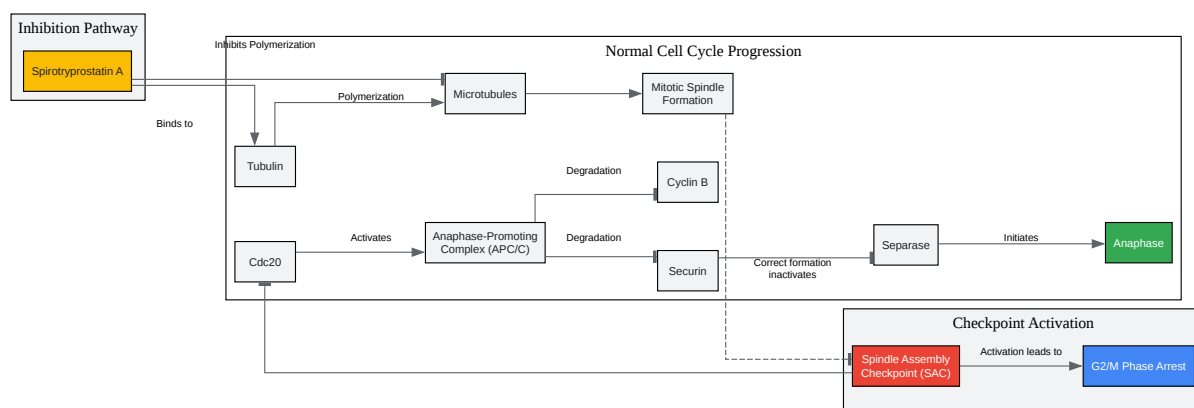 Inhibition Pathway
Spirotryprostatin A
Inhibits Polymerization
Normal Cell Cycle Progression
Polymerization
Microtubules
Mitotic Spindle
Formation
Binds to
Tubulin
Degradation
Cyclin B
Cdc20
Activates
Anaphase-Promoting
Complex (APC/C)
Degradation
Securin
Correct formation
inactivates
Separase
Initiates
Anaphase
Checkpoint Activation
Spindle Assembly
Checkpoint (SAC)
Activation leads to
G2/M Phase Arrest